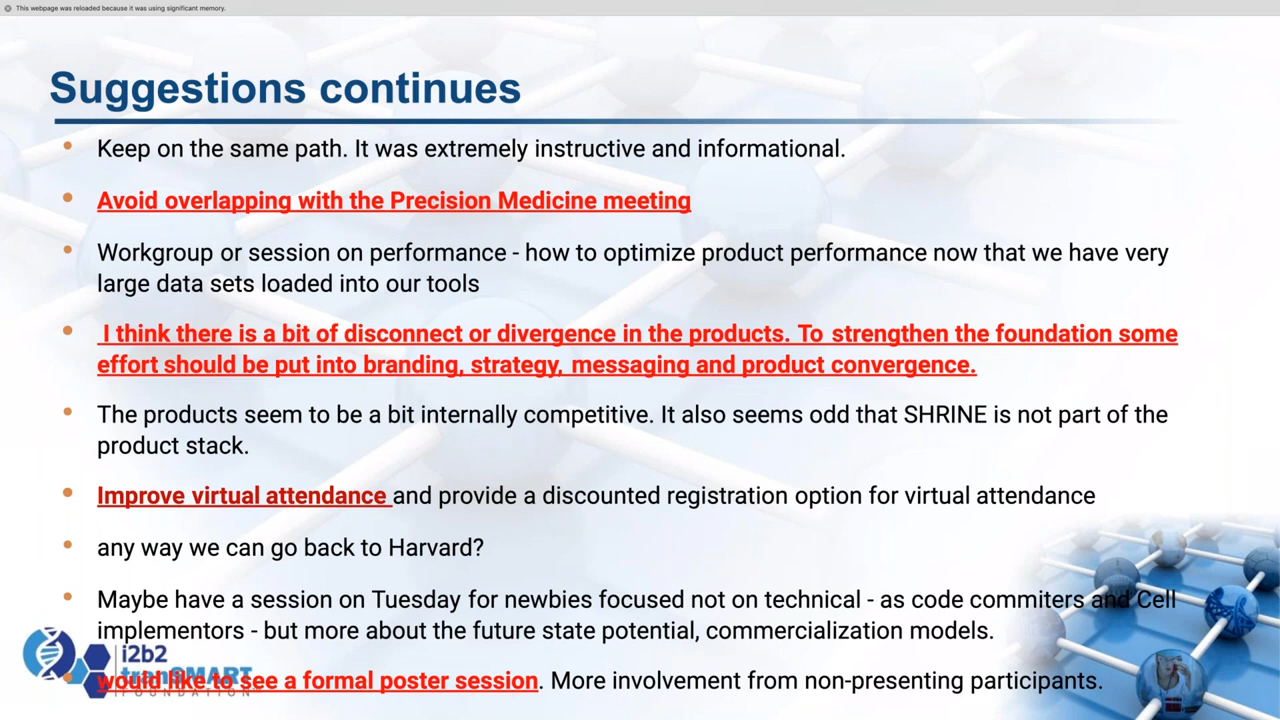 This webpage was reloaded because it was using significant memory.
Suggestions continues
• Keep on the same path. It was extremely instructive and informational.
• Avoid overlapping with the Precision Medicine meeting
• Workgroup or session on performance - how to optimize product performance now that we have very
large data sets loaded into our tools
• I think there is a bit of disconnect or divergence in the products. To strengthen the foundation some
effort should be put into branding, strategy, messaging and product convergence.
• The products seem to be a bit internally competitive. It also seems odd that SHRINE is not part of the
product stack.
• Improve virtual attendance and provide a discounted registration option for virtual attendance
• any way we can go back to Harvard?
• Maybe have a session on Tuesday for newbies focused not on technical - as code commiters and Cell
implementors - but more about the future state potential, commercialization models.
• would like to see a formal poster session. More involvement from non-presenting participants.
i2b2
tranSMART
FOUNDATION